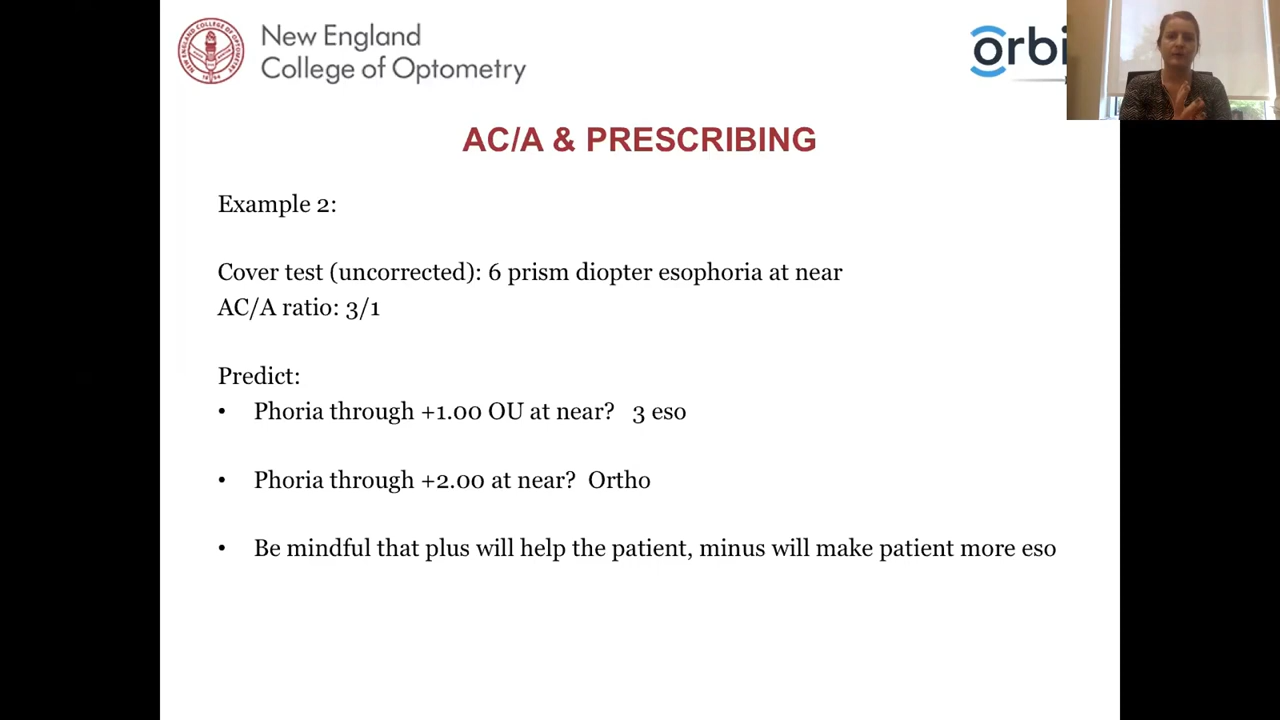 New England
College of Optometry
orbi
AC/A & PRESCRIBING
Example 2:
Cover test (uncorrected): 6 prism diopter esophoria at near
AC/A ratio: 3/1
Predict:
• Phoria through +1.00 OU at near? 3 eso
• Phoria through +2.00 at near? Ortho
• Be mindful that plus will help the patient, minus will make patient more eso